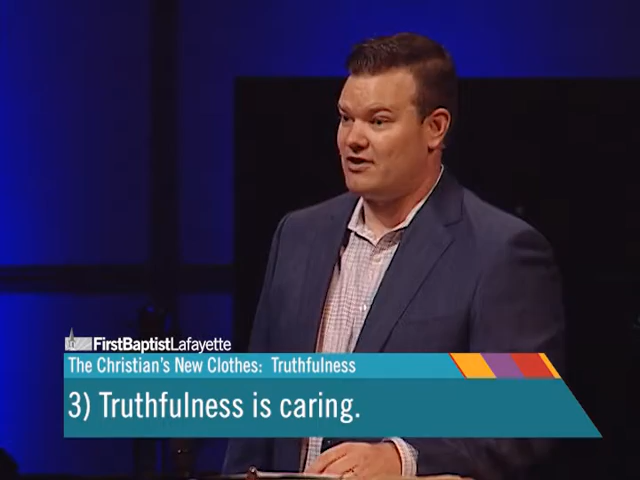 FirstBaptistLafayette
The Christian's New Clothes: Truthfulness
3) Truthfulness is caring.